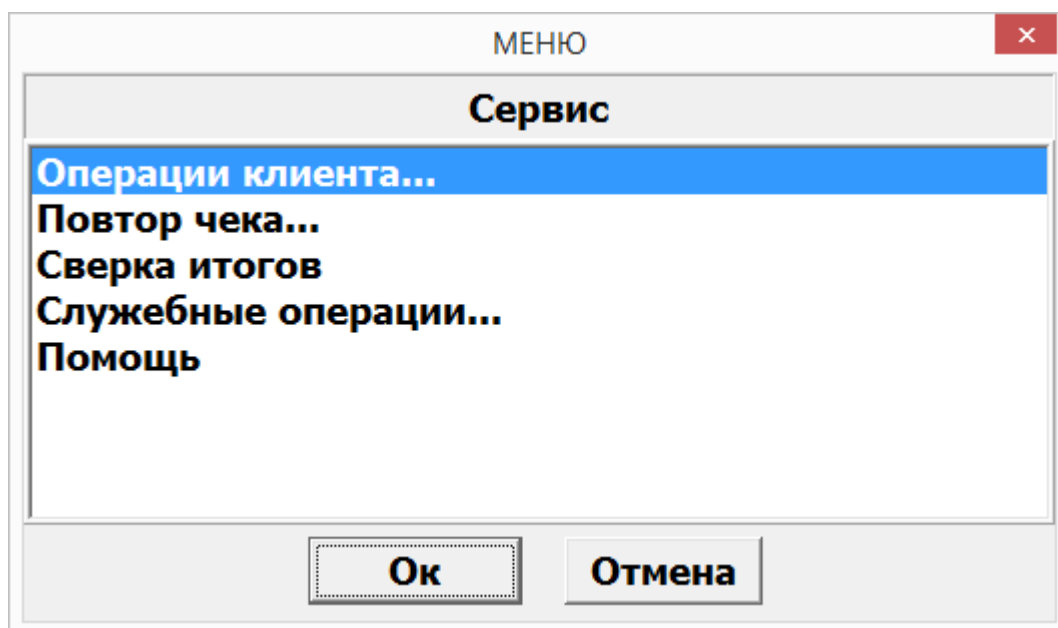 МЕНЮ
Сервис
Операции клиента...
Повтор чека...
Сверка итогов
Служебные операции...
Помощь
Ок Отмена